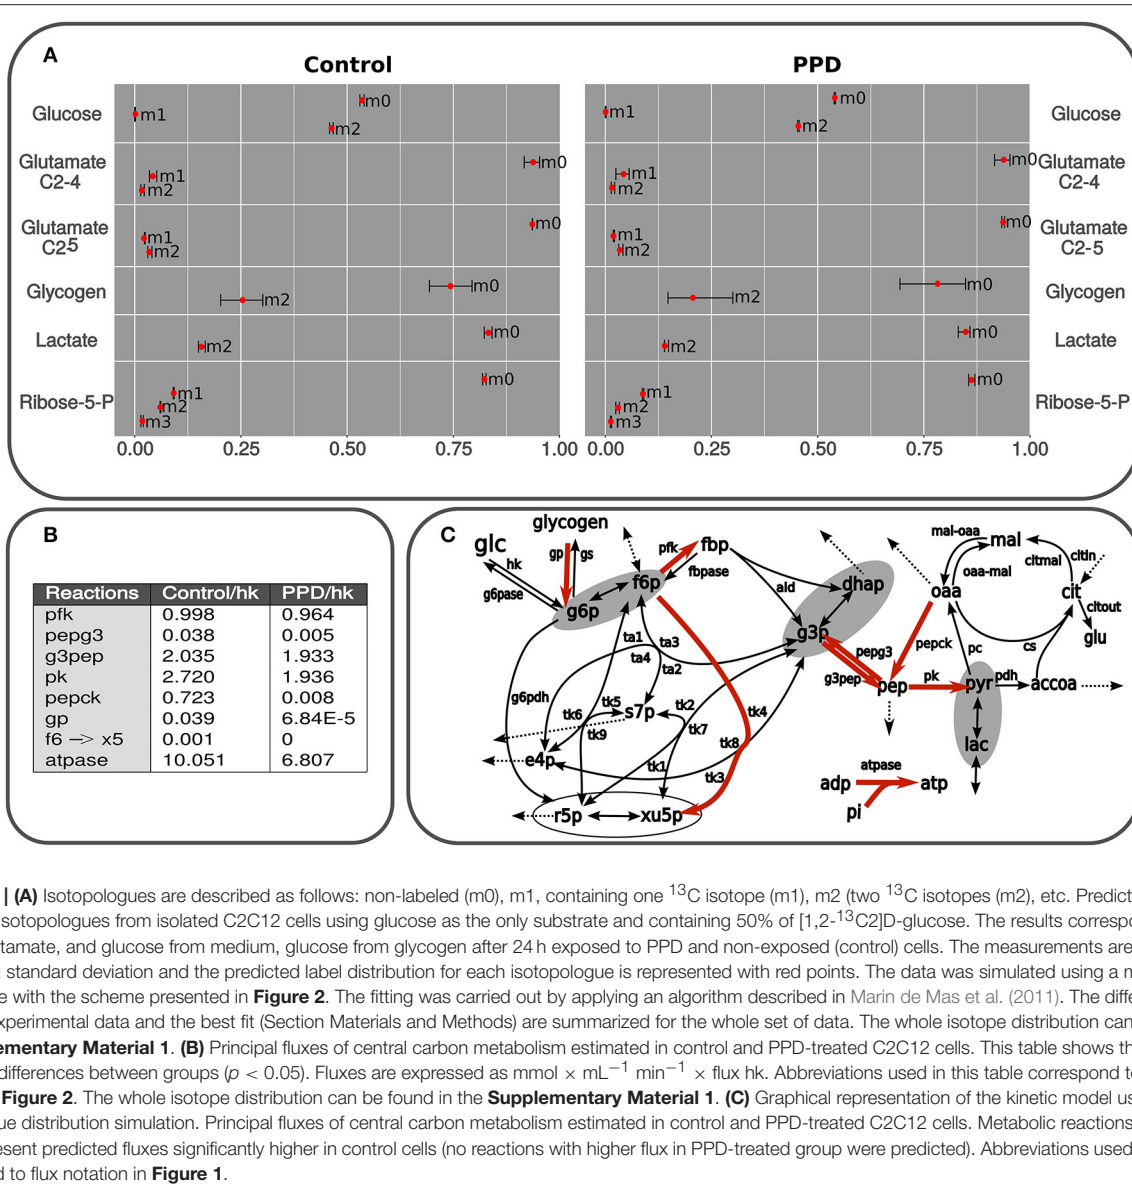 A
Control
PPD
Glucose
m1
m0
m2
m1
m0
m2
Glucose
Glutamate
C2-4
m0
m1
m2
m0
m1
m2
Glutamate
C2-4
Glutamate
C25
m0
m1
m2
m0
m1
m2
Glutamate
C2-5
Glycogen
m0
m2
m0
m2
Glycogen
Lactate
m0
m2
m0
m2
Lactate
Ribose-5-P
m0
m1
m2
m3
m0
m1
m2
m3
Ribose-5-P
0.00 0.25 0.50 0.75 1.00 0.00 0.25 0.50 0.75 1.00
B
Reactions Control/hk PPD/hk
pfk 0.998 0.964
pepg3 0.038 0.005
g3pep 2.035 1.933
pk 2.720 1.936
pepck 0.723 0.008
gp 0.039 6.84E-5
f6 –> x5 0.001 0
atpase 10.051 6.807
C
glycogen
glc
hk
gp
gs
g6pase
g6p
f6p
pfk
fbp
fbpase
ald
dhap
g3p
mal-oaa
mal
oaa-mal
citmal
citin
oaa
cit
citout
glu
cs
pc
pepck
pepg3
g3pep
pep
pk
pyr
pdh
accoa
lac
ta1
ta3
ta4
ta2
g6pdh
tk5
s7p
tk6
tk9
tk2
tk7
tk4
tk8
tk1
tk3
e4p
r5p
xu5p
atpase
adp
atp
pi
| (A) Isotopologues are described as follows: non-labeled (m0), m1, containing one 13C isotope (m1), m2 (two 13C isotopes (m2), etc. Predict
sotopologues from isolated C2C12 cells using glucose as the only substrate and containing 50% of [1,2-13C2]D-glucose. The results correspo
utamate, and glucose from medium, glucose from glycogen after 24 h exposed to PPD and non-exposed (control) cells. The measurements are
standard deviation and the predicted label distribution for each isotopologue is represented with red points. The data was simulated using a m
e with the scheme presented in Figure 2. The fitting was carried out by applying an algorithm described in Marin de Mas et al. (2011). The diffe
experimental data and the best fit (Section Materials and Methods) are summarized for the whole set of data. The whole isotope distribution can
lementary Material 1. (B) Principal fluxes of central carbon metabolism estimated in control and PPD-treated C2C12 cells. This table shows th
differences between groups (p < 0.05). Fluxes are expressed as mmol × mL−1 min−1 × flux hk. Abbreviations used in this table correspond t
Figure 2. The whole isotope distribution can be found in the Supplementary Material 1. (C) Graphical representation of the kinetic model us
ue distribution simulation. Principal fluxes of central carbon metabolism estimated in control and PPD-treated C2C12 cells. Metabolic reactions
esent predicted fluxes significantly higher in control cells (no reactions with higher flux in PPD-treated group were predicted). Abbreviations used
d to flux notation in Figure 1.